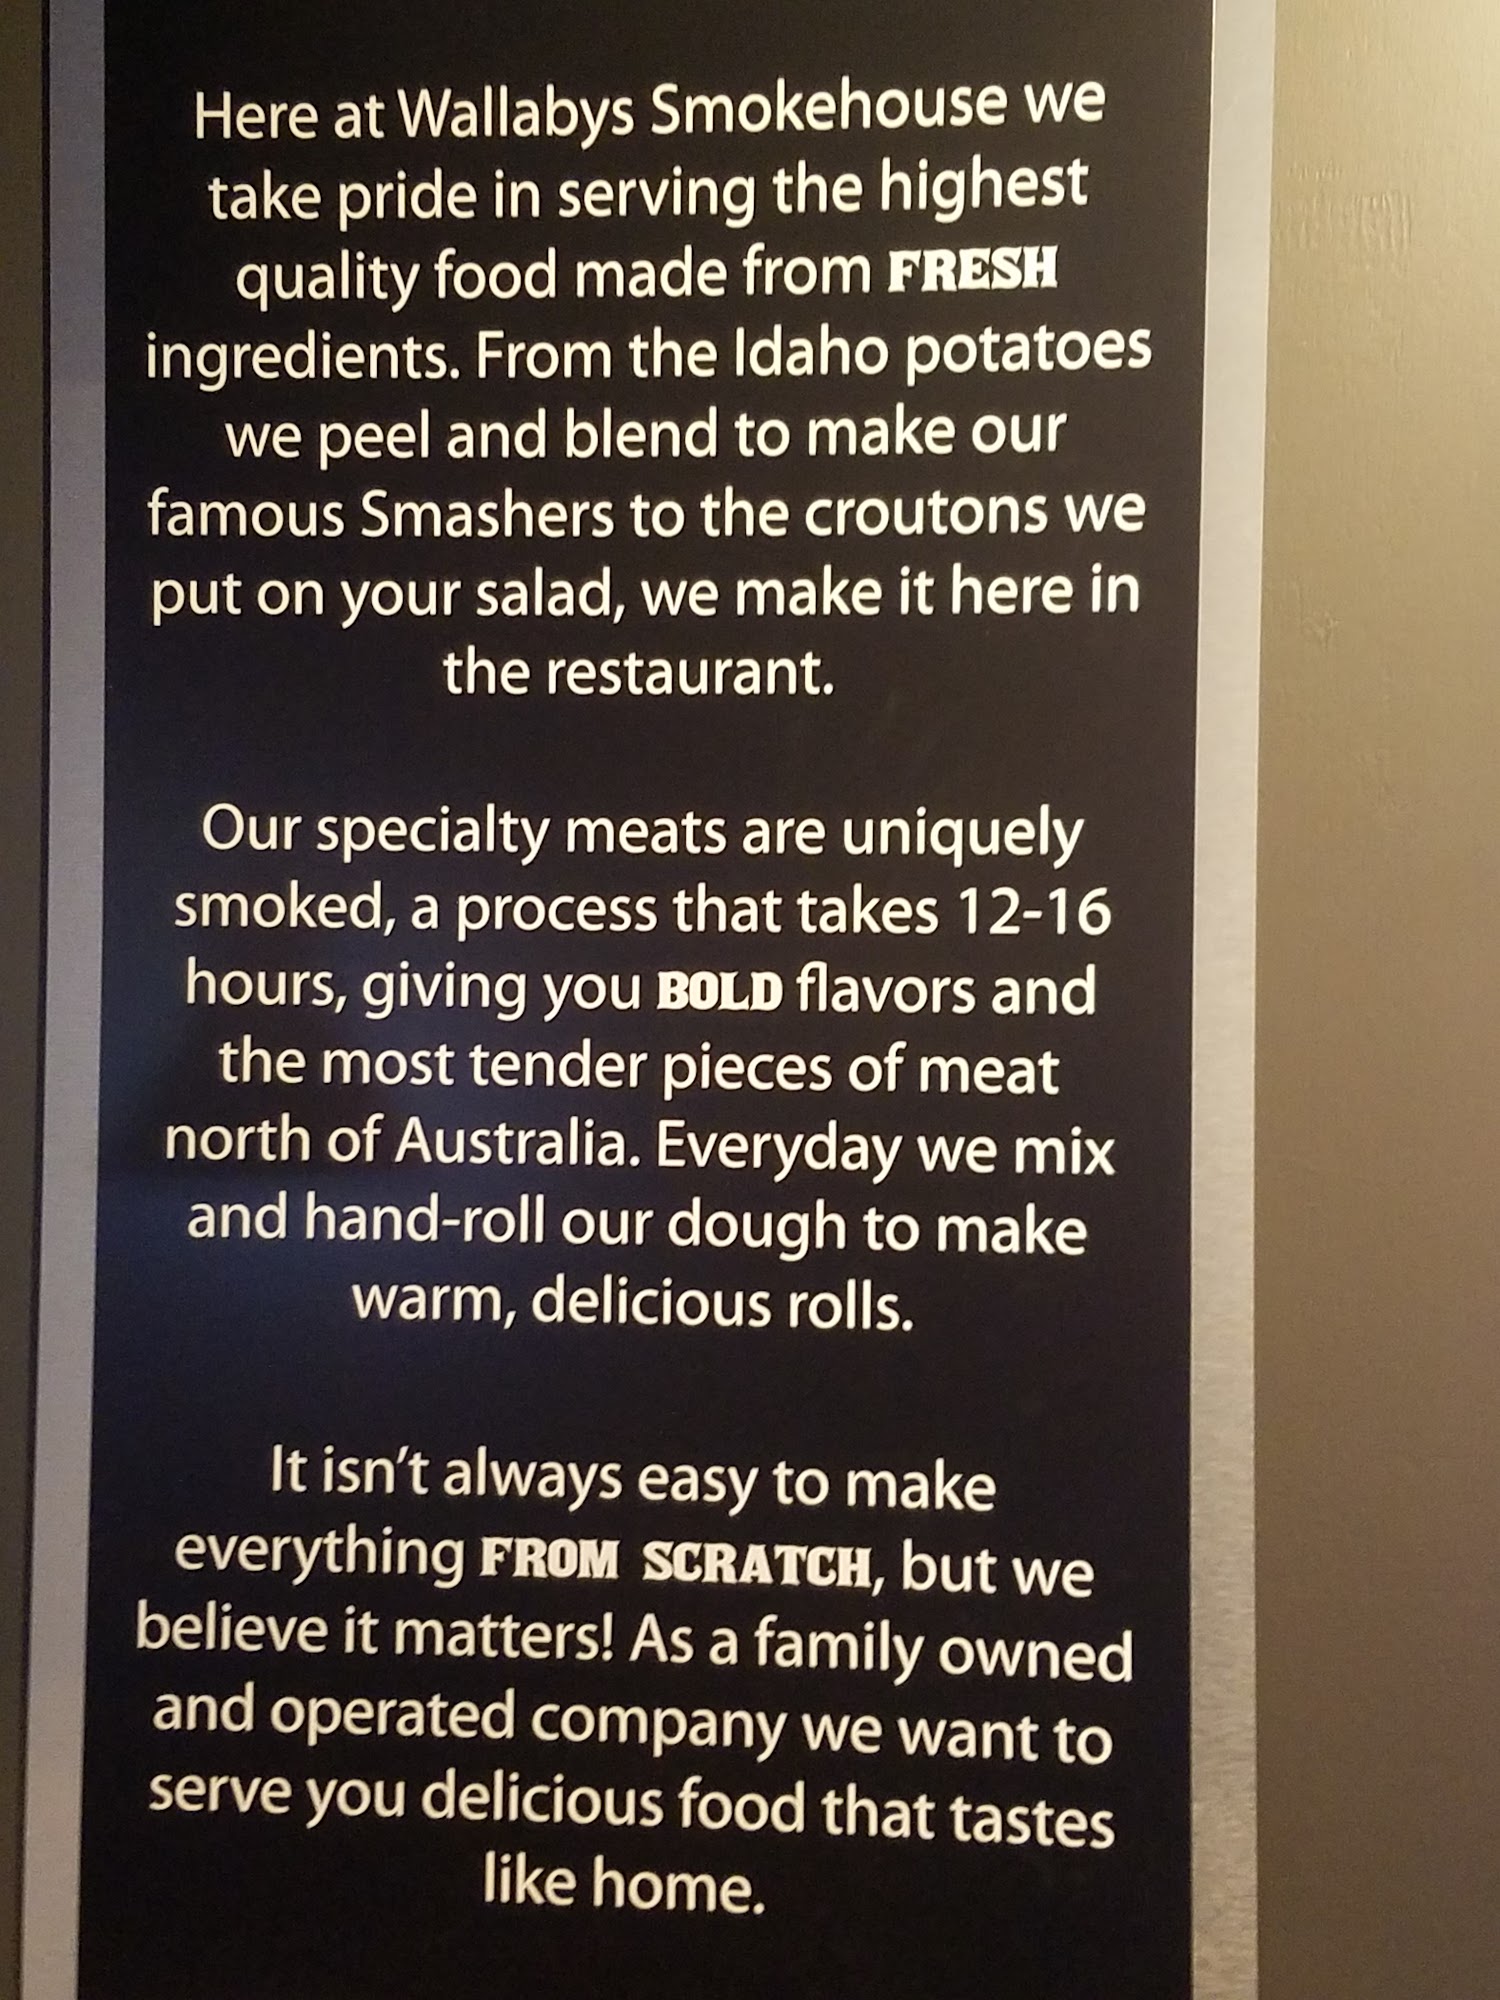 Here at Wallabys Smokehouse we
take pride in serving the highest
quality food made from FRESH
ingredients. From the Idaho potatoes
we peel and blend to make our
famous Smashers to the croutons we
put on your salad, we make it here in
the restaurant.
Our specialty meats are uniquely
smoked, a process that takes 12-16
hours, giving you BOLD flavors and
the most tender pieces of meat
north of Australia. Everyday we mix
and hand-roll our dough to make
warm, delicious rolls.
It isn't always easy to make
everything FROM SCRATCH, but we
believe it matters! As a family owned
and operated company we want to
serve you delicious food that tastes
like home.